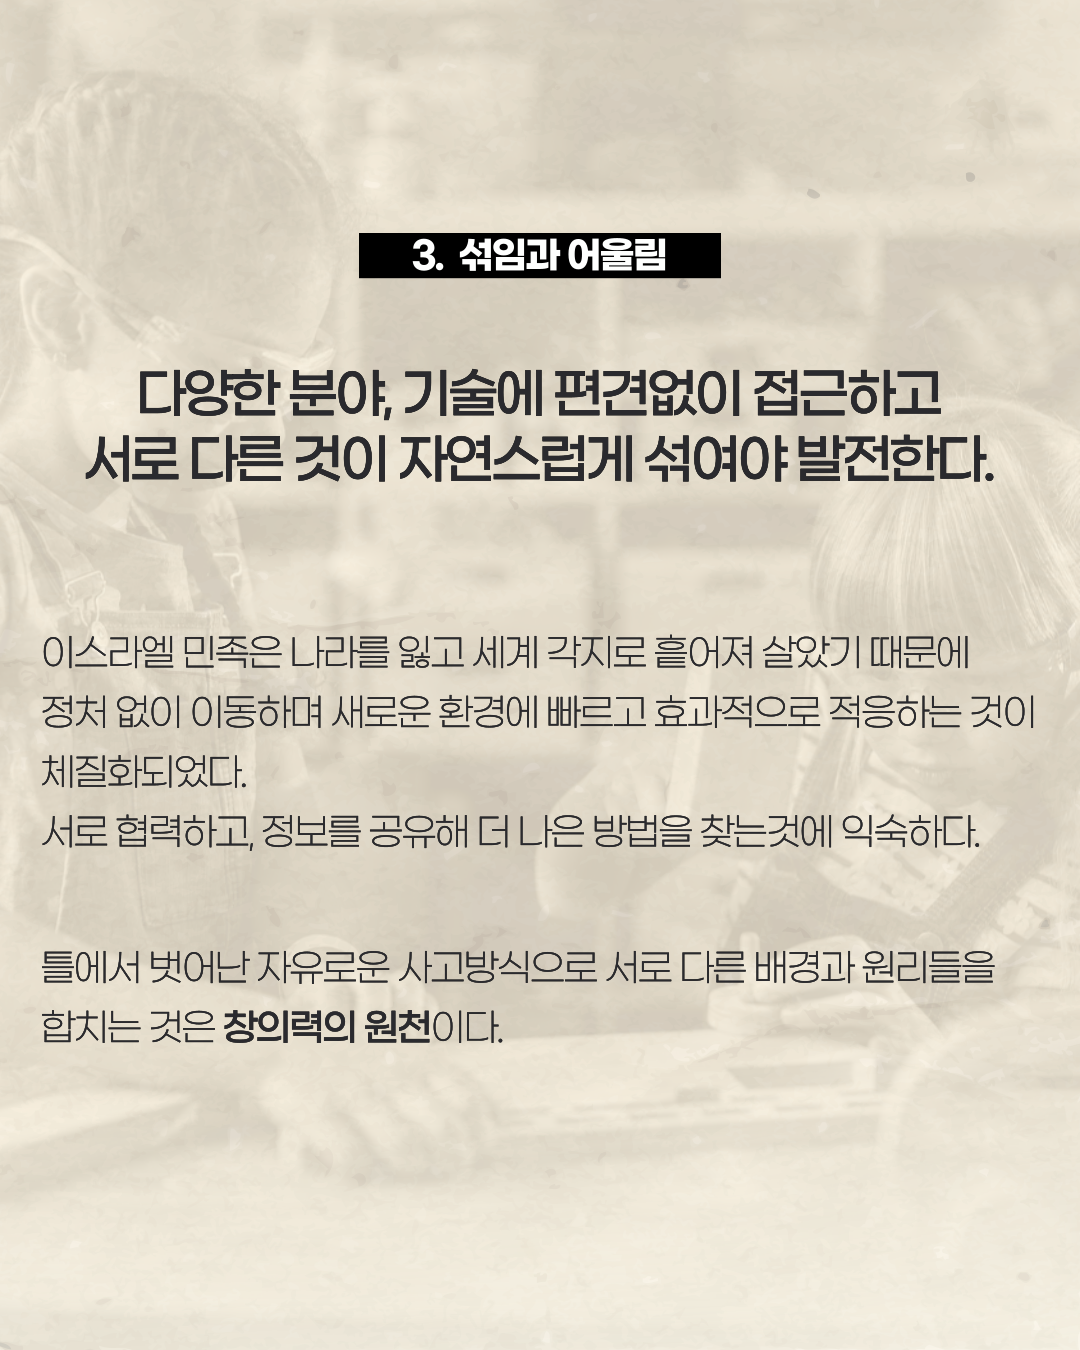 3. 섞임과 어울림
다양한 분야, 기술에 편견없이 접근하고
서로 다른 것이 자연스럽게 섞여야 발전한다.
이스라엘 민족은 나라를 잃고 세계 각지로 흩어져 살았기 때문에
정처 없이 이동하며 새로운 환경에 빠르고 효과적으로 적응하는 것이
체질화되었다.
서로 협력하고, 정보를 공유해 더 나은 방법을 찾는것에 익숙하다.
틀에서 벗어난 자유로운 사고방식으로 서로 다른 배경과 원리들을
합치는 것은 창의력의 원천이다.